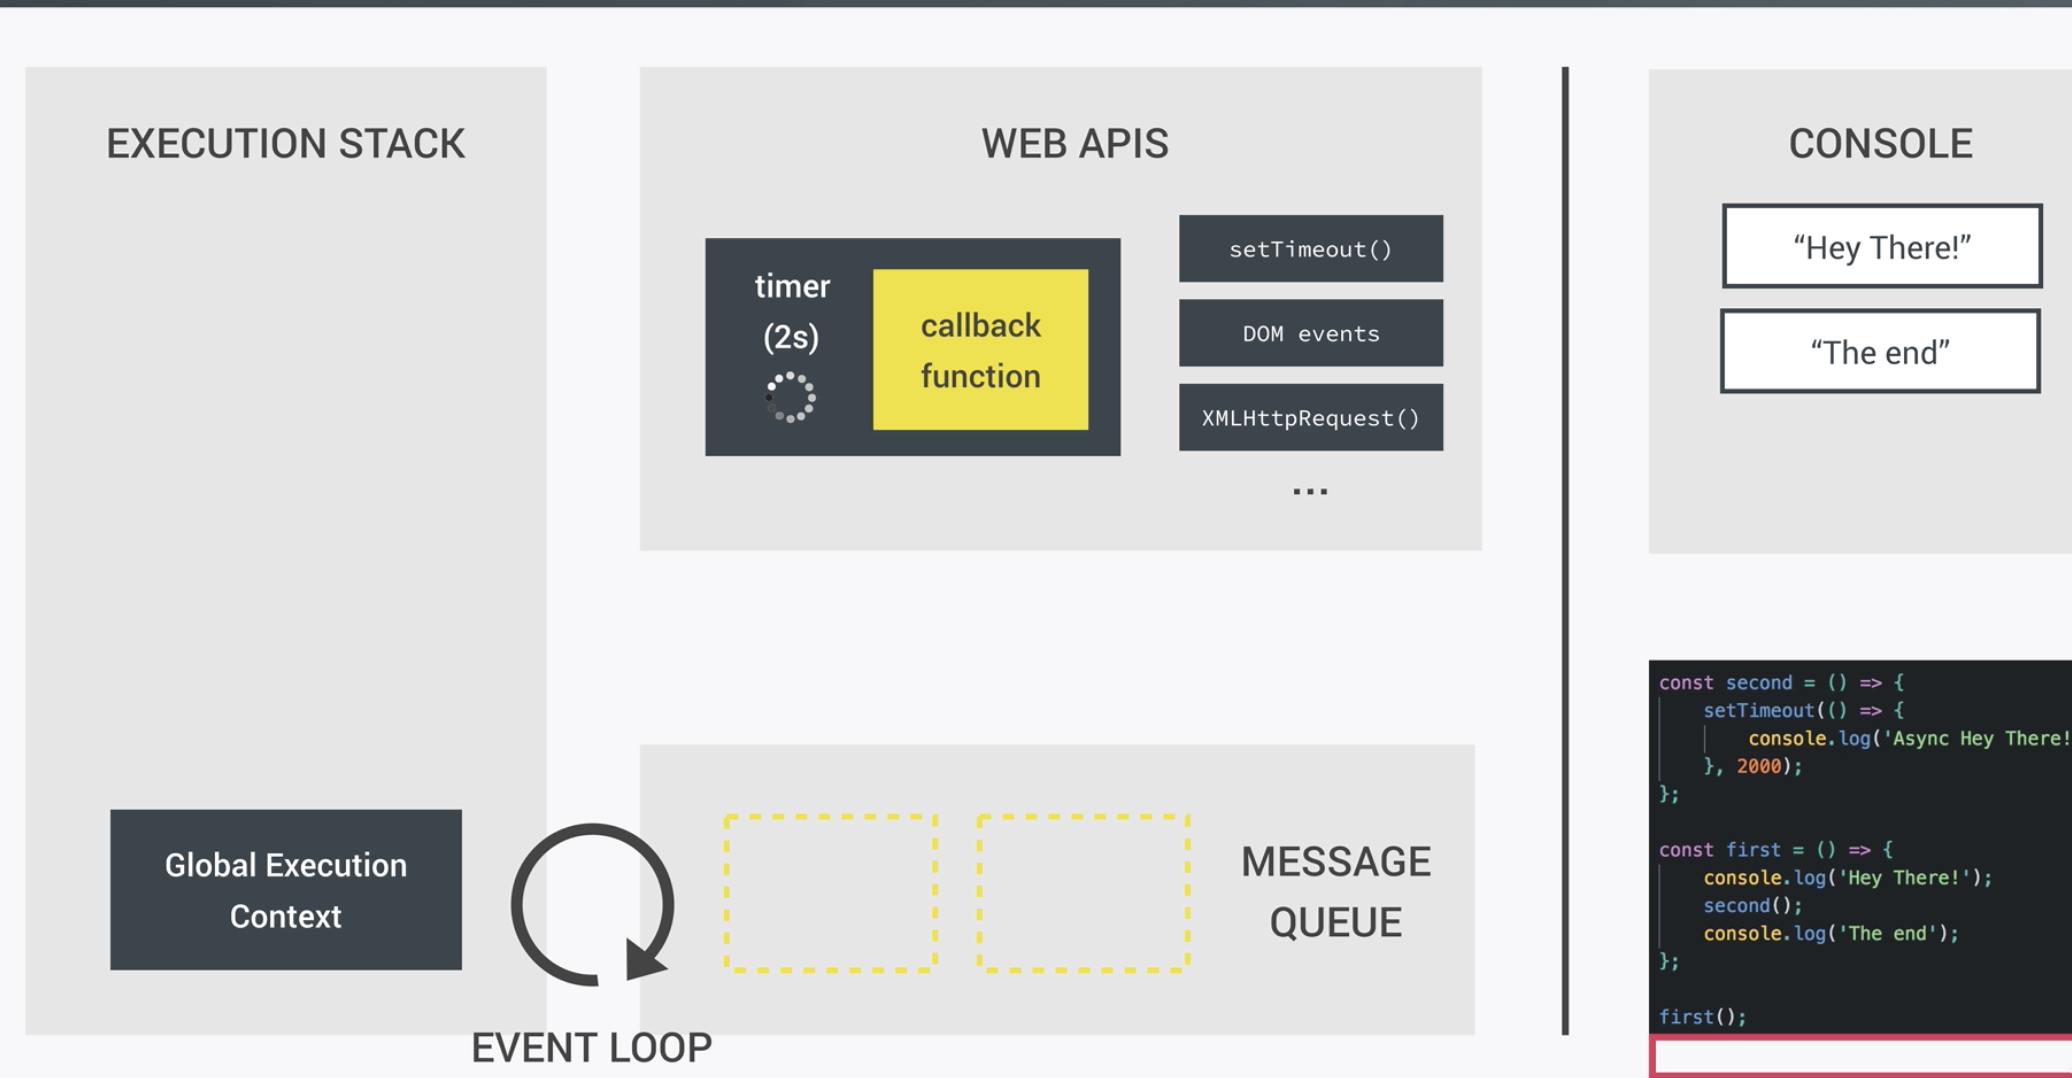 EXECUTION STACK
Global Execution
Context
EVENT LOOP
WEB APIS
timer
(2s)
callback
function
setTimeout()
DOM events
XMLHttpRequest()
...
MESSAGE
QUEUE
CONSOLE
“Hey There!”
“The end”
const second = () => {
    setTimeout(() => {
        console.log('Async Hey There!
    }, 2000);
};

const first = () => {
    console.log('Hey There!');
    second();
    console.log('The end');
};

first();